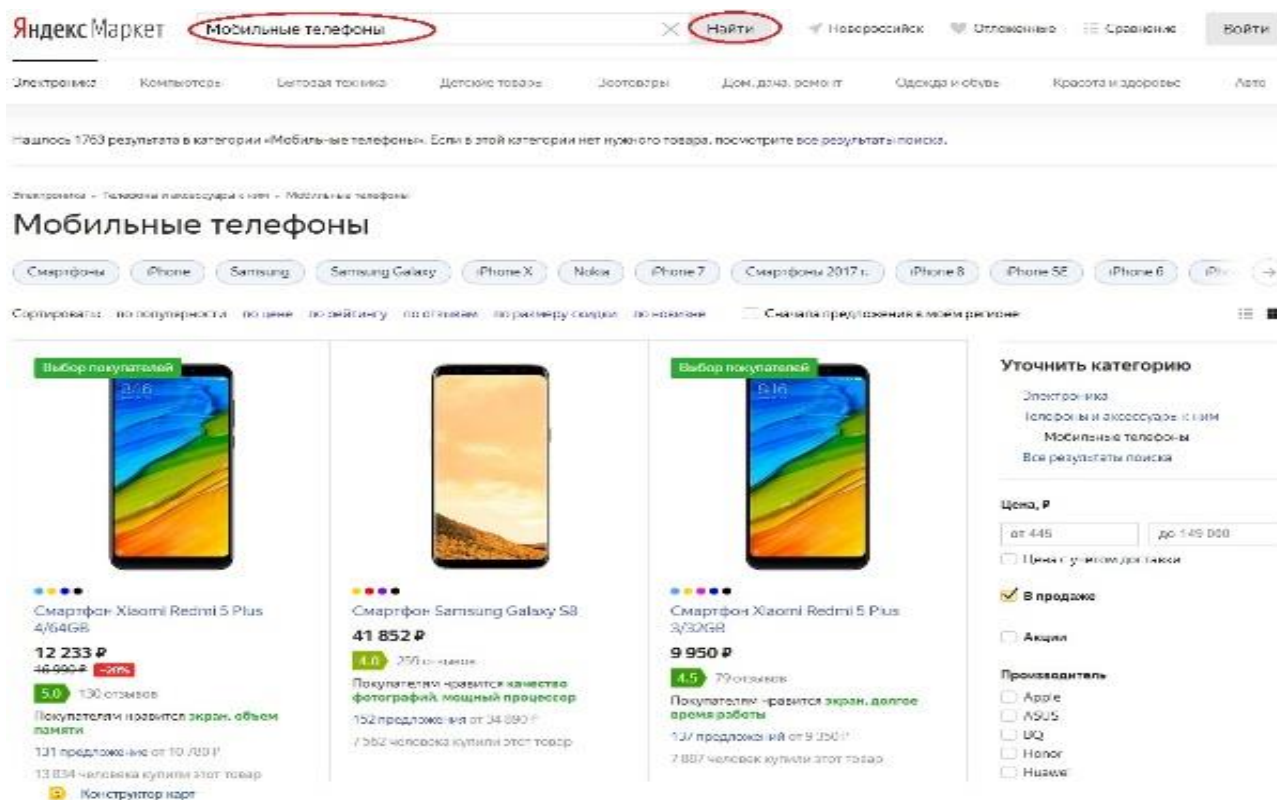 Яндекс Маркет Мобильные телефоны Найти Новороссийск Отложенные Сравнение Войти
Электроника Компьютеры Бытовая техника Детские товары Зоотовары Дом, дача, ремонт Одежда и обувь Красота и здоровье Авто
Нашлось 1763 результата в категории «Мобильные телефоны». Если в этой категории нет нужного товара, посмотрите все результаты поиска.
Электроника – Телефоны и аксессуары к ним – Мобильные телефоны
Мобильные телефоны
Смартфоны iPhone Samsung Samsung Galaxy iPhone X Nokia iPhone 7 Смартфоны 2017 г. iPhone 8 iPhone SE iPhone 6
Сортировать: по популярности по цене по рейтингу по отзывам по размеру скидки по новизне Сначала предложения в моём регионе
Выбор покупателей
Смартфон Xiaomi Redmi 5 Plus
4/64GB
12 233 ₽
16 990 ₽ -20%
5.0 130 отзывов
Покупателям нравится экран, объем
памяти
131 предложение от 10 780 ₽
13 834 человека купили этот товар
Конструктор карт
Смартфон Samsung Galaxy S8
41 852 ₽
4.0 259 отзывов
Покупателям нравится качество
фотографий, мощный процессор
152 предложения от 34 890 ₽
7 562 человека купили этот товар
Выбор покупателей
9:16
Смартфон Xiaomi Redmi 5 Plus
3/32GB
9 950 ₽
4.5 79 отзывов
Покупателям нравится экран, долгое
время работы
137 предложений от 9 350 ₽
7 887 человек купили этот товар
Уточнить категорию
Электроника
Телефоны и аксессуары к ним
Мобильные телефоны
Все результаты поиска
Цена, ₽
от 445 до 149 000
Цена с учетом доставки
В продаже
Акции
Производитель
Apple
ASUS
BQ
Honor
Huawei